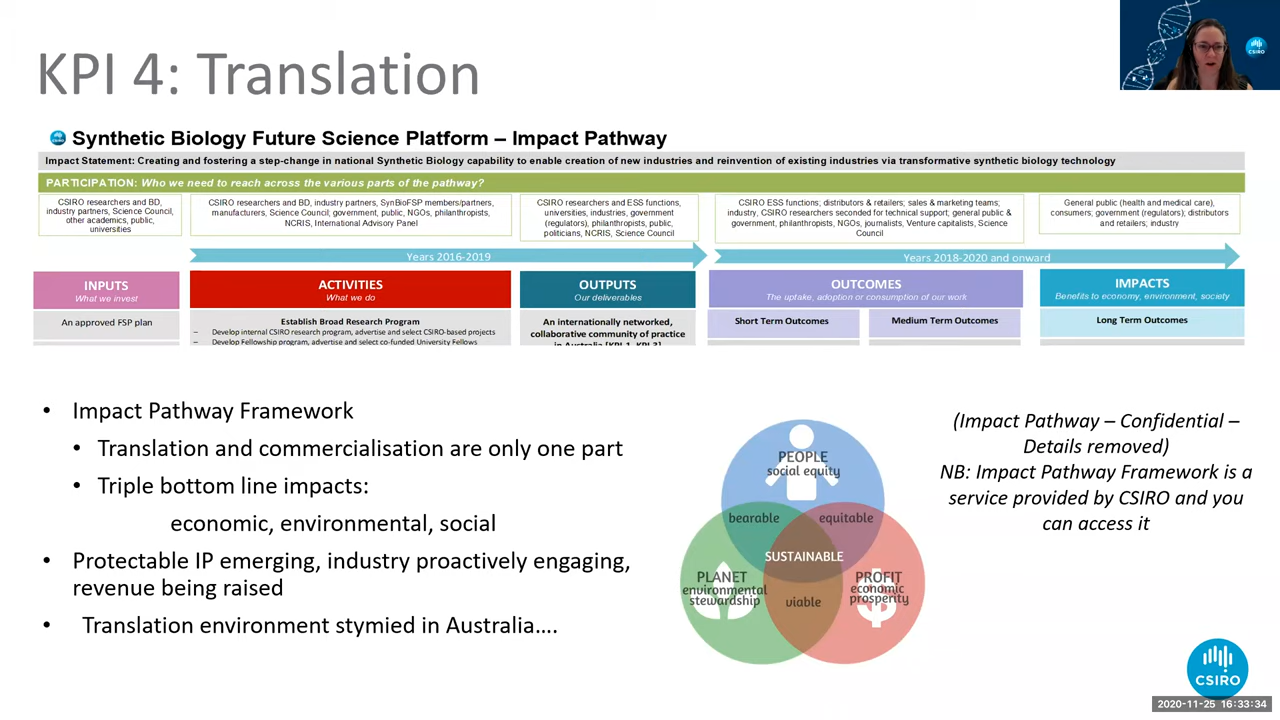 KPI 4: Translation
CSIRO
Synthetic Biology Future Science Platform – Impact Pathway
Impact Statement: Creating and fostering a step-change in national Synthetic Biology capability to enable creation of new industries and reinvention of existing industries via transformative synthetic biology technology
PARTICIPATION: Who we need to reach across the various parts of the pathway?
CSIRO researchers and BD,
industry partners, Science Council,
other academics, public,
universities
CSIRO researchers and BD, industry partners, SynBioFSP members/partners,
manufacturers, Science Council; government, public, NGOs, philanthropists,
NCRIS, International Advisory Panel
CSIRO researchers and ESS functions,
universities, industries, government
(regulators), philanthropists, public,
politicians, NCRIS, Science Council
CSIRO ESS functions; distributors & retailers; sales & marketing teams;
industry, CSIRO researchers seconded for technical support; general public &
government, philanthropists, NGOs, journalists, Venture capitalists, Science
Council
General public (health and medical care),
consumers; government (regulators); distributors
and retailers; industry
Years 2016-2019
Years 2018-2020 and onward
INPUTS
What we invest
ACTIVITIES
What we do
OUTPUTS
Our deliverables
OUTCOMES
The uptake, adoption or consumption of our work
IMPACTS
Benefits to economy, environment, society
An approved FSP plan
Establish Broad Research Program
– Develop internal CSIRO research program, advertise and select CSIRO-based projects
– Develop Fellowship program, advertise and select co-funded University Fellows
An internationally networked,
collaborative community of practice
in Australia [KPI 1, KPI 3]
Short Term Outcomes
Medium Term Outcomes
Long Term Outcomes
• Impact Pathway Framework
• Translation and commercialisation are only one part
• Triple bottom line impacts:
economic, environmental, social
• Protectable IP emerging, industry proactively engaging,
revenue being raised
• Translation environment stymied in Australia….
PEOPLE
social equity
bearable
equitable
SUSTAINABLE
PLANET
environmental
stewardship
PROFIT
economic
prosperity
viable
(Impact Pathway – Confidential –
Details removed)
NB: Impact Pathway Framework is a
service provided by CSIRO and you
can access it
CSIRO
2020-11-25 16:33:34